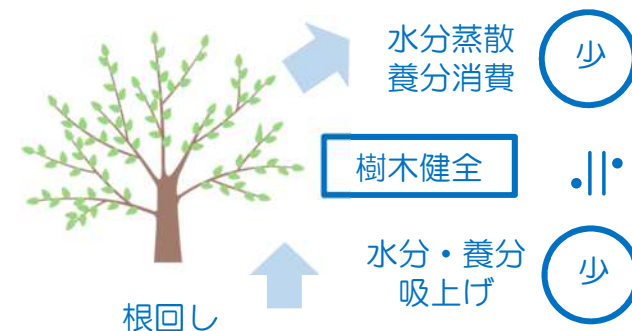 水分蒸散
養分消費
少
樹木健全
水分・養分
吸上げ
少
根回し